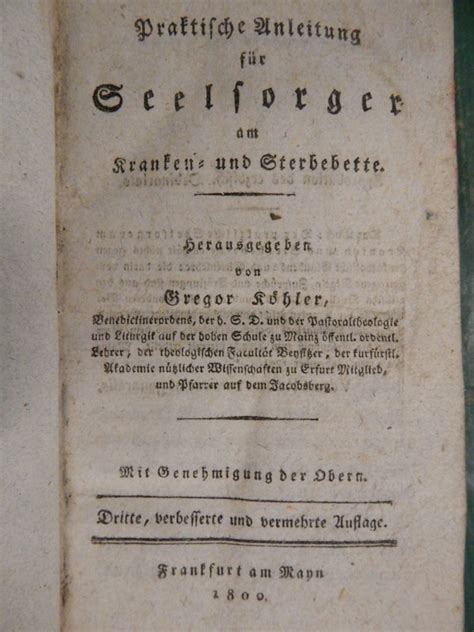 Praktische Anleitung
für
Seelsorger
am
Kranken- und Sterbebette.
Herausgegeben
von
Gregor Köhler,
Benedictinerordens, der h. S. D. und der Pastoraltheologie
und Liturgik auf der hohen Schule zu Mainz öffentl. ordentl.
Lehrer, der theologischen Facultät Beysitzer, der kurfürstl.
Akademie nützlicher Wissenschaften zu Erfurt Mitglied,
und Pfarrer auf dem Jacobsberg.
Mit Genehmigung der Obern.
Dritte, verbesserte und vermehrte Auflage.
Frankfurt am Mayn
1800.